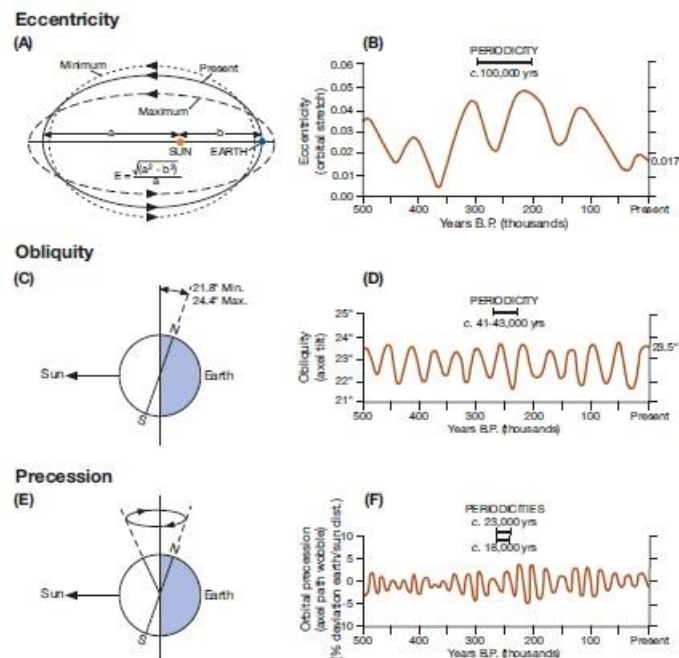 Eccentricity
(A)
Minimum
Present
Maximum
a
b
SUN
EARTH
E = √(a² - b²)
a
(B)
PERIODICITY
c.100,000 yrs
Eccentricity
(orbital stretch)
0.06
0.05
0.04
0.03
0.02
0.01
0.00
0.017
500 400 300 200 100 Present
Years B.P. (thousands)
Obliquity
(C)
21.8° Min.
24.4° Max.
N
Sun
Earth
S
(D)
PERIODICITY
c. 41-43,000 yrs
Obliquity
(axel tilt)
25°
24°
23°
22°
21°
23.5°
500 400 300 200 100 Present
Years B.P. (thousands)
Precession
(E)
N
Sun
Earth
S
(F)
PERIODICITIES
c. 23,000 yrs
c. 18,000 yrs
Orbital precession
(axel path wobble)
(% deviation earth/sun dist.)
10
5
0
-5
-10
500 400 300 200 100 Present
Years B.P. (thousands)